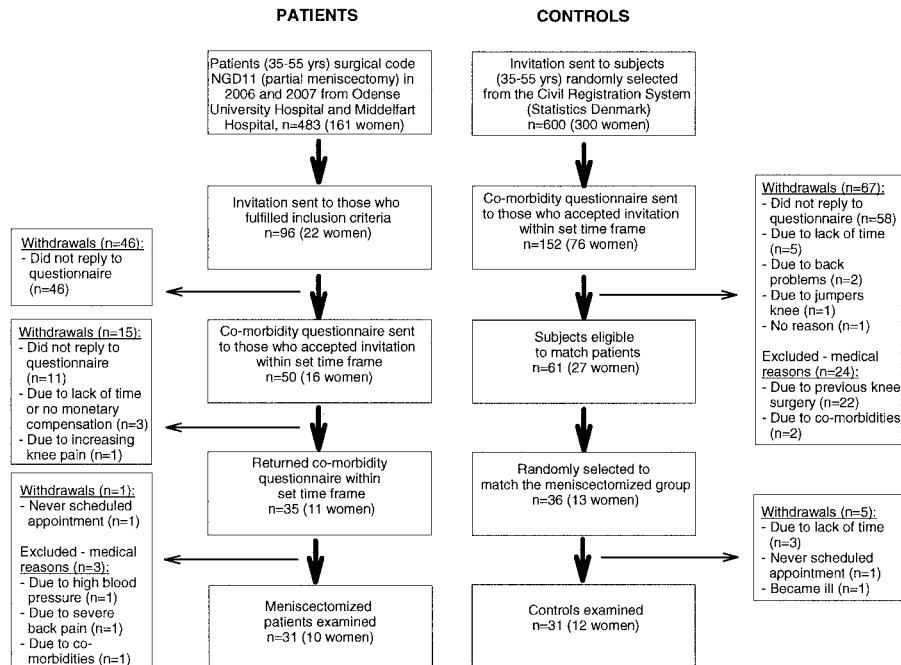 PATIENTS
Patients (35-55 yrs) surgical code
NGD11 (partial meniscectomy) in
2006 and 2007 from Odense
University Hospital and Middelfart
Hospital, n=483 (161 women)
Invitation sent to those who
fulfilled inclusion criteria
n=96 (22 women)
Withdrawals (n=46):
- Did not reply to
questionnaire
(n=46)
Co-morbidity questionnaire sent
to those who accepted invitation
within set time frame
n=50 (16 women)
Withdrawals (n=15):
- Did not reply to
questionnaire
(n=11)
- Due to lack of time
or no monetary
compensation (n=3)
- Due to increasing
knee pain (n=1)
Returned co-morbidity
questionnaire within
set time frame
n=35 (11 women)
Withdrawals (n=1):
- Never scheduled
appointment (n=1)
Excluded - medical
reasons (n=3):
- Due to high blood
pressure (n=1)
- Due to severe
back pain (n=1)
- Due to co-
morbidities (n=1)
Meniscectomized
patients examined
n=31 (10 women)
CONTROLS
Invitation sent to subjects
(35-55 yrs) randomly selected
from the Civil Registration System
(Statistics Denmark)
n=600 (300 women)
Co-morbidity questionnaire sent
to those who accepted invitation
within set time frame
n=152 (76 women)
Withdrawals (n=67):
- Did not reply to
questionnaire (n=58)
- Due to lack of time
(n=5)
- Due to back
problems (n=2)
- Due to jumpers
knee (n=1)
- No reason (n=1)
Excluded - medical
reasons (n=24):
- Due to previous knee
surgery (n=22)
- Due to co-morbidities
(n=2)
Subjects eligible
to match patients
n=61 (27 women)
Randomly selected to
match the meniscectomized group
n=36 (13 women)
Withdrawals (n=5):
- Due to lack of time
(n=3)
- Never scheduled
appointment (n=1)
- Became ill (n=1)
Controls examined
n=31 (12 women)